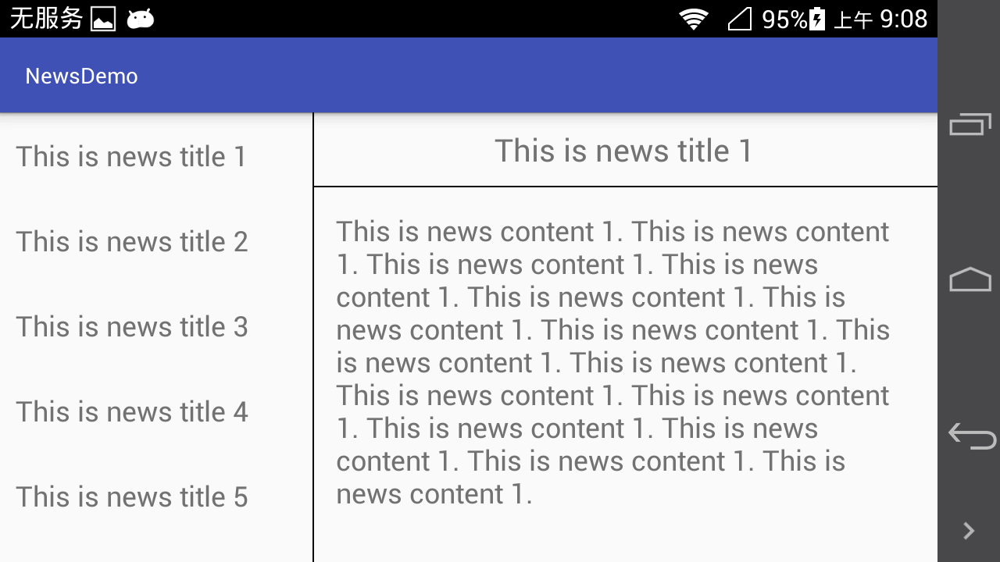 无服务 95% 上午 9:08
NewsDemo
This is news title 1
This is news title 2
This is news title 3
This is news title 4
This is news title 5
This is news title 1
This is news content 1. This is news content
1. This is news content 1. This is news
content 1. This is news content 1. This is
news content 1. This is news content 1. This
is news content 1. This is news content 1.
This is news content 1. This is news content
1. This is news content 1. This is news
content 1. This is news content 1. This is
news content 1.